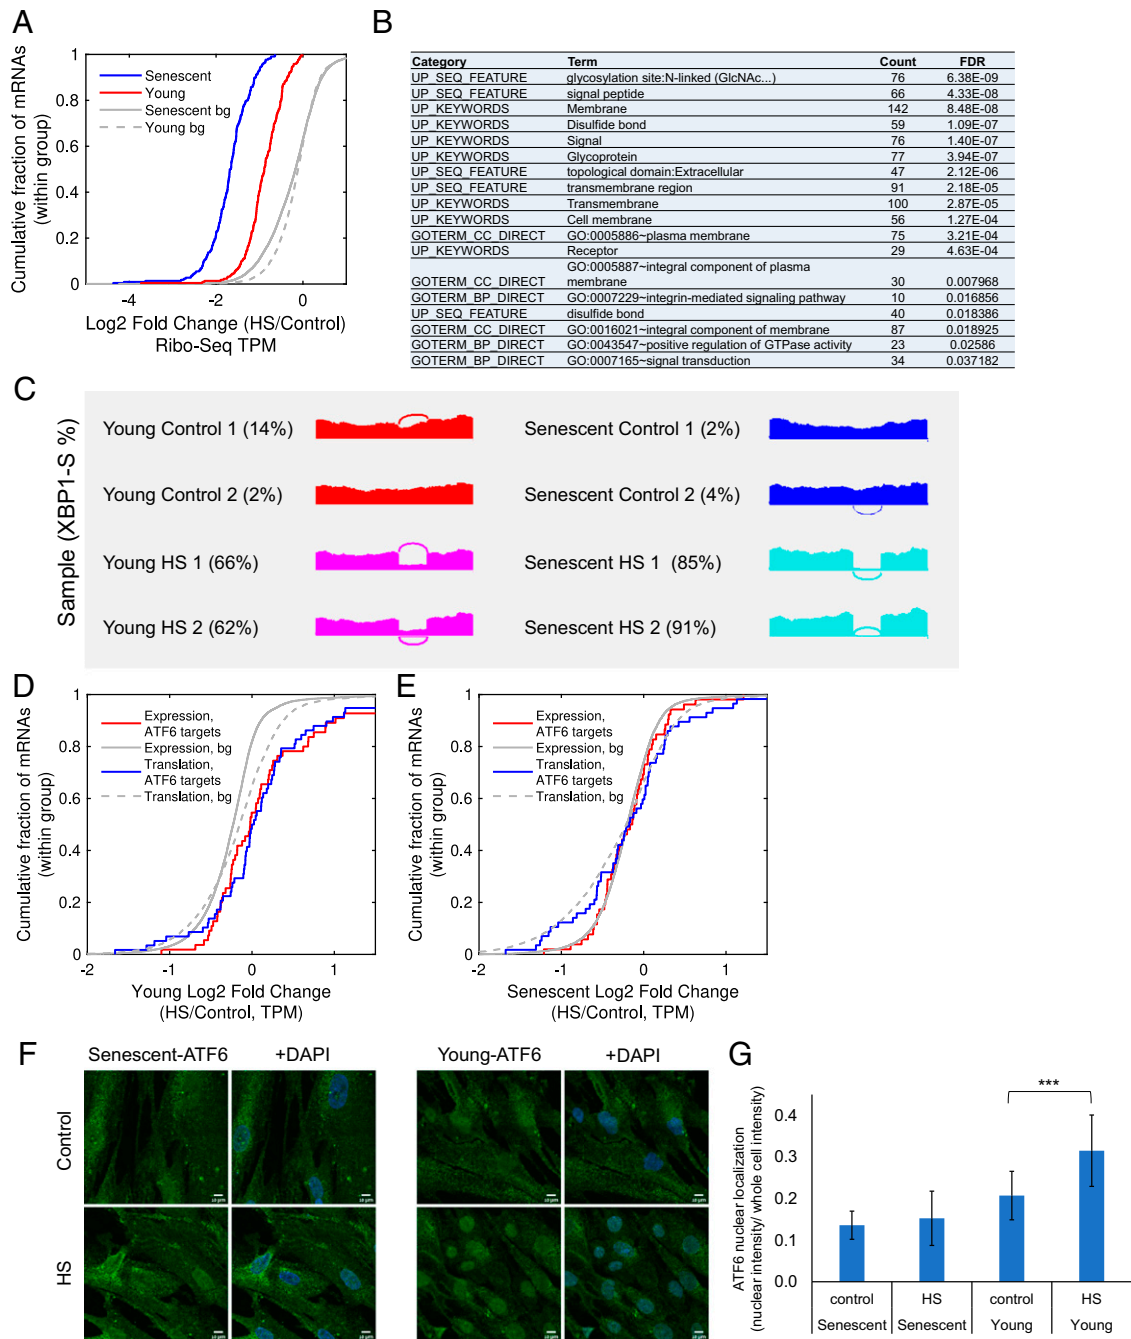 A
Cumulative fraction of mRNAs
(within group)
1
0.8
0.6
0.4
0.2
0
Senescent
Young
Senescent bg
Young bg
-4
-2
0
Log2 Fold Change (HS/Control)
Ribo-Seq TPM
B
Category Term Count FDR
UP_SEQ_FEATURE glycosylation site:N-linked (GlcNAc...) 76 6.38E-09
UP_SEQ_FEATURE signal peptide 66 4.33E-08
UP_KEYWORDS Membrane 142 8.48E-08
UP_KEYWORDS Disulfide bond 59 1.09E-07
UP_KEYWORDS Signal 76 1.40E-07
UP_KEYWORDS Glycoprotein 77 3.94E-07
UP_SEQ_FEATURE topological domain:Extracellular 47 2.12E-06
UP_SEQ_FEATURE transmembrane region 91 2.18E-05
UP_KEYWORDS Transmembrane 100 2.87E-05
UP_KEYWORDS Cell membrane 56 1.27E-04
GOTERM_CC_DIRECT GO:0005886~plasma membrane 75 3.21E-04
UP_KEYWORDS Receptor 29 4.63E-04
GO:0005887~integral component of plasma
GOTERM_CC_DIRECT membrane 30 0.007968
GOTERM_BP_DIRECT GO:0007229~integrin-mediated signaling pathway 10 0.016856
UP_SEQ_FEATURE disulfide bond 40 0.018386
GOTERM_CC_DIRECT GO:0016021~integral component of membrane 87 0.018925
GOTERM_BP_DIRECT GO:0043547~positive regulation of GTPase activity 23 0.02586
GOTERM_BP_DIRECT GO:0007165~signal transduction 34 0.037182
C
Sample (XBP1-S %)
Young Control 1 (14%)
Senescent Control 1 (2%)
Young Control 2 (2%)
Senescent Control 2 (4%)
Young HS 1 (66%)
Senescent HS 1 (85%)
Young HS 2 (62%)
Senescent HS 2 (91%)
D
Cumulative fraction of mRNAs
(within group)
1
0.8
0.6
0.4
0.2
0
Expression,
ATF6 targets
Expression, bg
Translation,
ATF6 targets
Translation, bg
-2
-1
0
1
Young Log2 Fold Change
(HS/Control, TPM)
E
Cumulative fraction of mRNAs
(within group)
1
0.8
0.6
0.4
0.2
0
Expression,
ATF6 targets
Expression, bg
Translation,
ATF6 targets
Translation, bg
-2
-1
0
1
Senescent Log2 Fold Change
(HS/Control, TPM)
F
Senescent-ATF6
+DAPI
Young-ATF6
+DAPI
Control
HS
10 µm
10 µm
10 µm
10 µm
10 µm
10 µm
10 µm
10 µm
G
ATF6 nuclear localization
(nuclear intensity/ whole cell intensity)
0.4
0.3
0.2
0.1
0.0
***
control HS control HS
Senescent Senescent Young Young